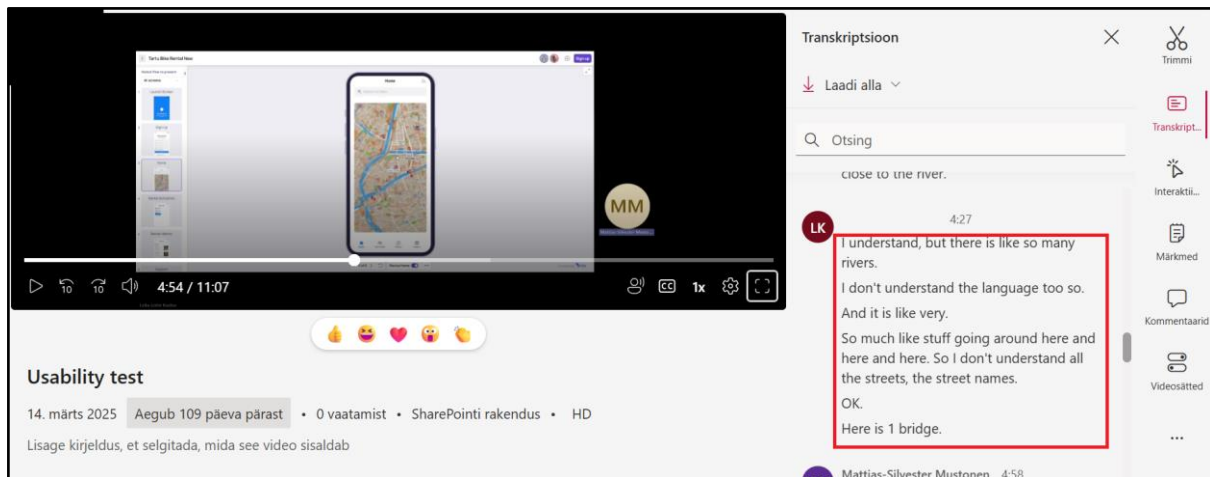 Tartu Bike Rental New
Sign up
Home
MM
4:54 / 11:07
CC
1x
Usability test
14. märts 2025 Aegub 109 päeva pärast • 0 vaatamist • SharePointi rakendus • HD
Lisage kirjeldus, et selgitada, mida see video sisaldab
Transkriptsioon
Laadi alla
Otsing
close to the river.
LK
4:27
I understand, but there is like so many
rivers.
I don't understand the language too so.
And it is like very.
So much like stuff going around here and
here and here. So I don't understand all
the streets, the street names.
OK.
Here is 1 bridge.
Mattias-Silvester Mustonen 4:58
Trimmi
Transkript...
Interaktii...
Märkmed
Kommentaarid
Videosätted